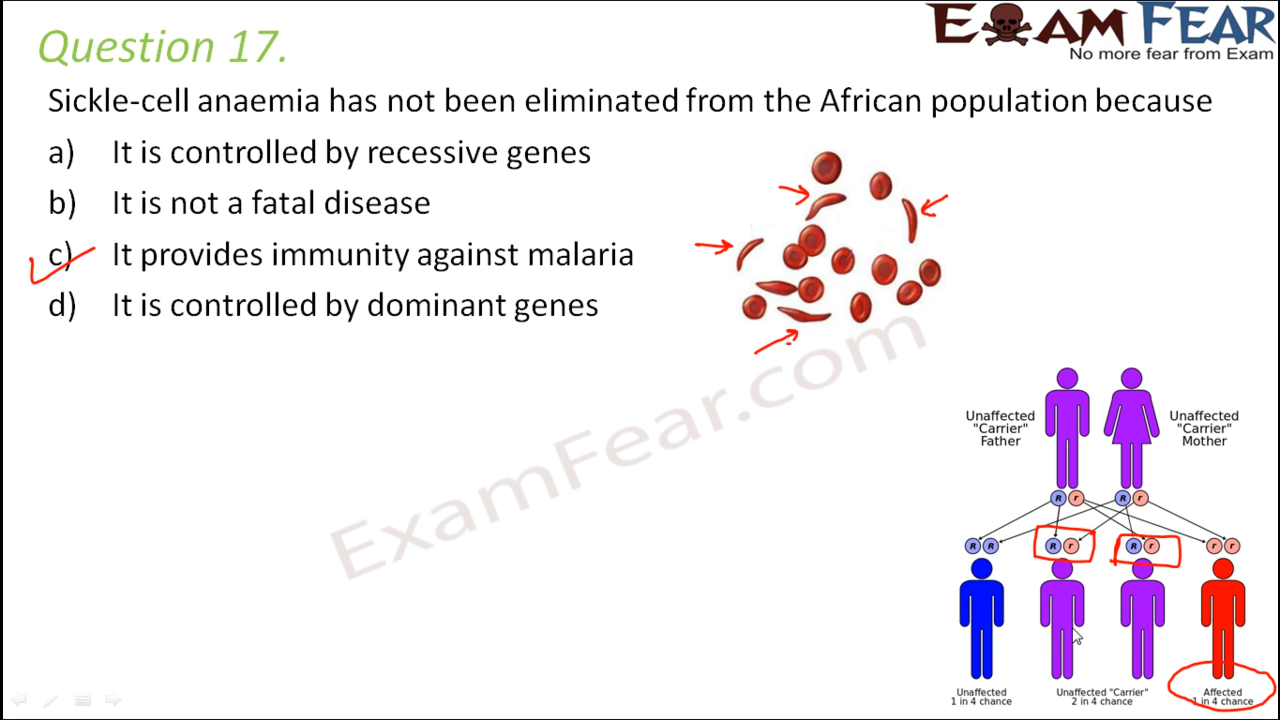 Question 17.
EXAM FEAR
No more fear from Exam
Sickle-cell anaemia has not been eliminated from the African population because
a) It is controlled by recessive genes
b) It is not a fatal disease
c) It provides immunity against malaria
d) It is controlled by dominant genes
ExamFear.com
Unaffected
"Carrier"
Father
Unaffected
"Carrier"
Mother
R r R r
R R R r R r r r
Unaffected
1 in 4 chance
Unaffected "Carrier"
2 in 4 chance
Affected
1 in 4 chance